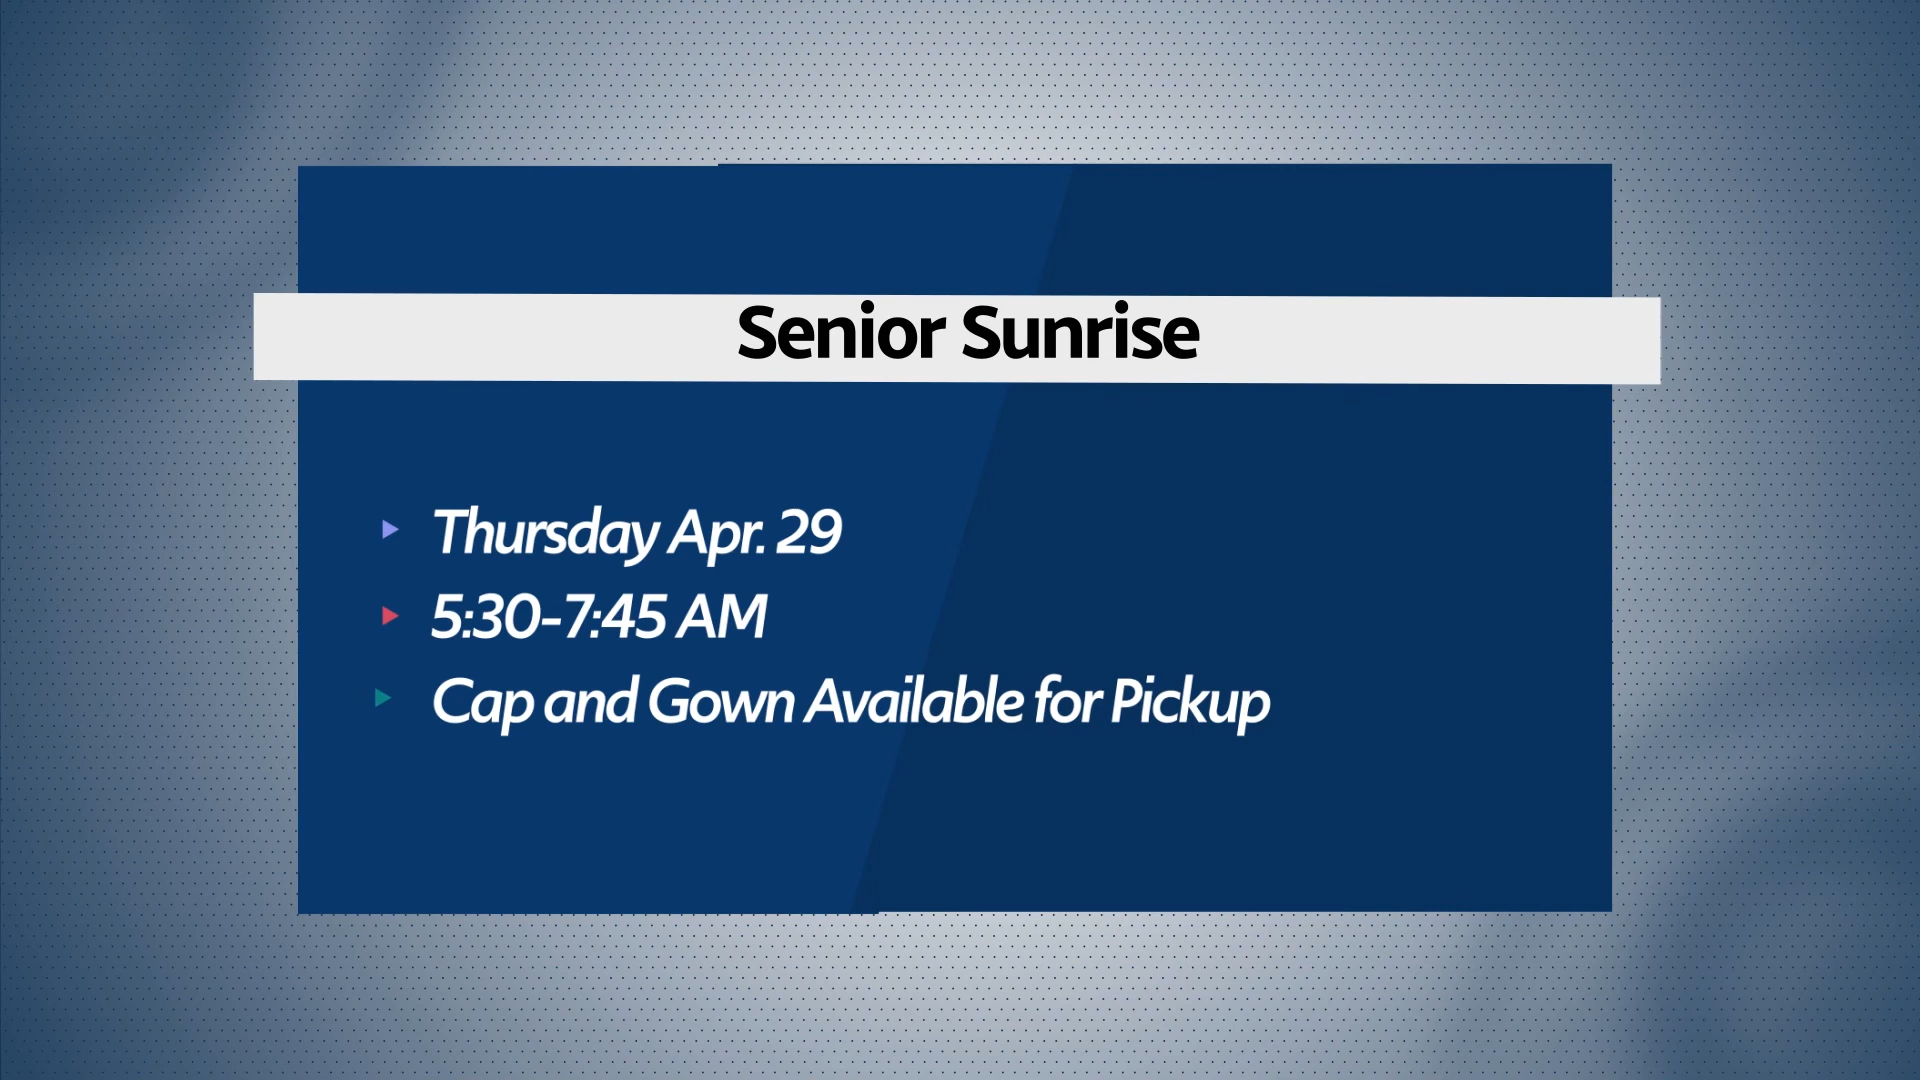 Senior Sunrise
Thursday Apr. 29
5:30-7:45 AM
Cap and Gown Available for Pickup